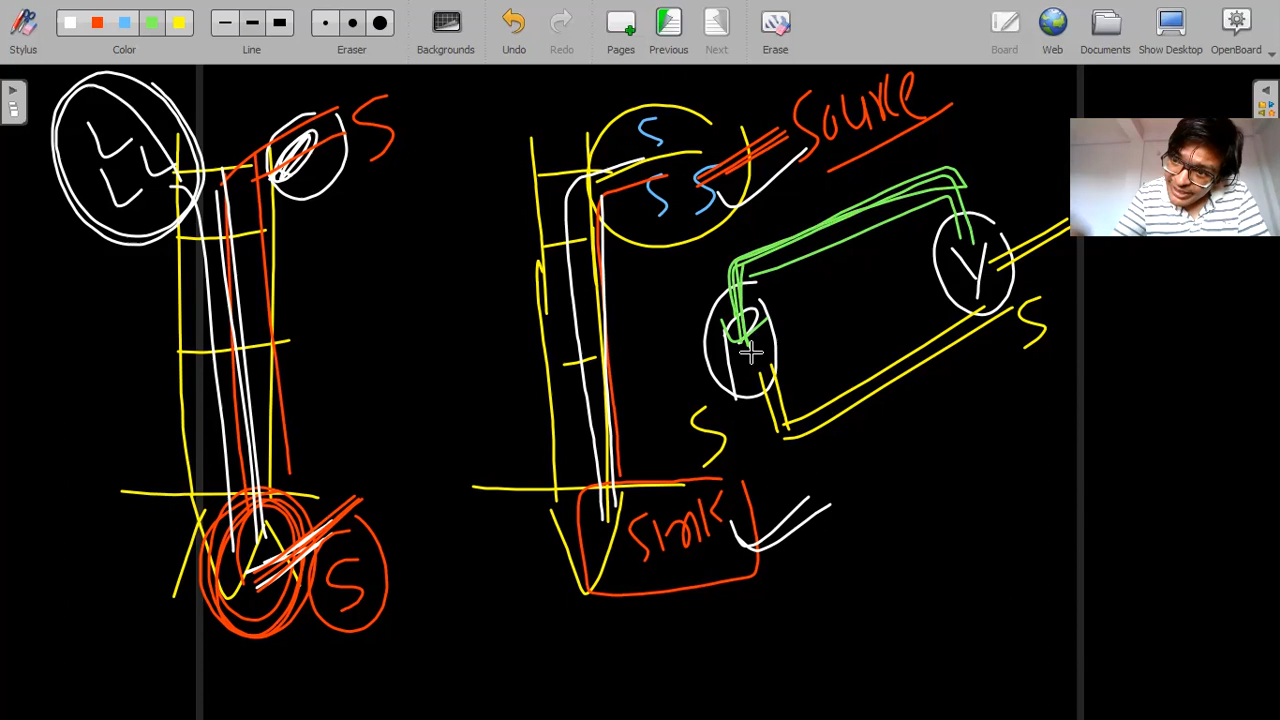 Stylus
Color
Line
Eraser
Backgrounds
Undo
Redo
Pages
Previous
Next
Erase
Board
Web
Documents
Show Desktop
OpenBoard
L
L
L
S
S
S
S
S
Source
Y
S
S
Sink
S